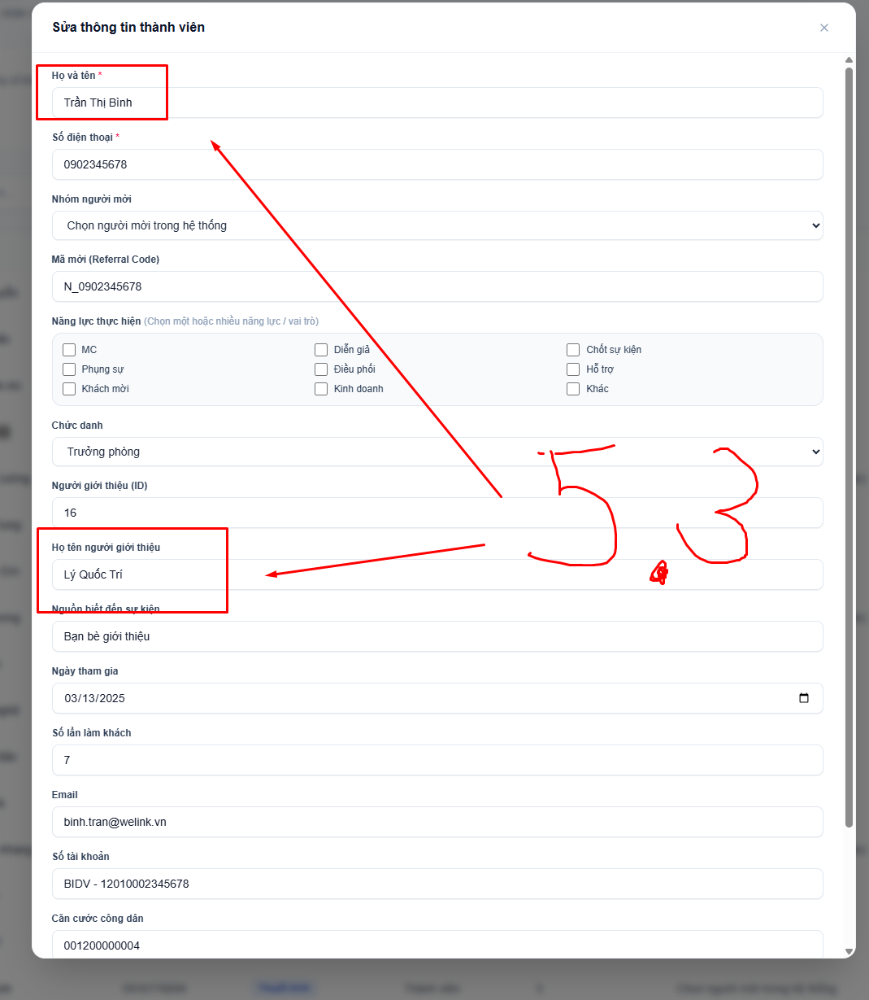 Sửa thông tin thành viên
Họ và tên *
Trần Thị Bình
Số điện thoại *
0902345678
Nhóm người mời
Chọn người mời trong hệ thống
Mã mời (Referral Code)
N_0902345678
Năng lực thực hiện (Chọn một hoặc nhiều năng lực / vai trò)
MC Diễn giả Chốt sự kiện
Phụng sự Điều phối Hỗ trợ
Khách mời Kinh doanh Khác
Chức danh
Trưởng phòng
5.3
Người giới thiệu (ID)
16
Họ tên người giới thiệu
Lý Quốc Trí
Nguồn biết đến sự kiện
Bạn bè giới thiệu
Ngày tham gia
03/13/2025
Số lần làm khách
7
Email
binh.tran@welink.vn
Số tài khoản
BIDV - 12010002345678
Căn cước công dân
001200000004